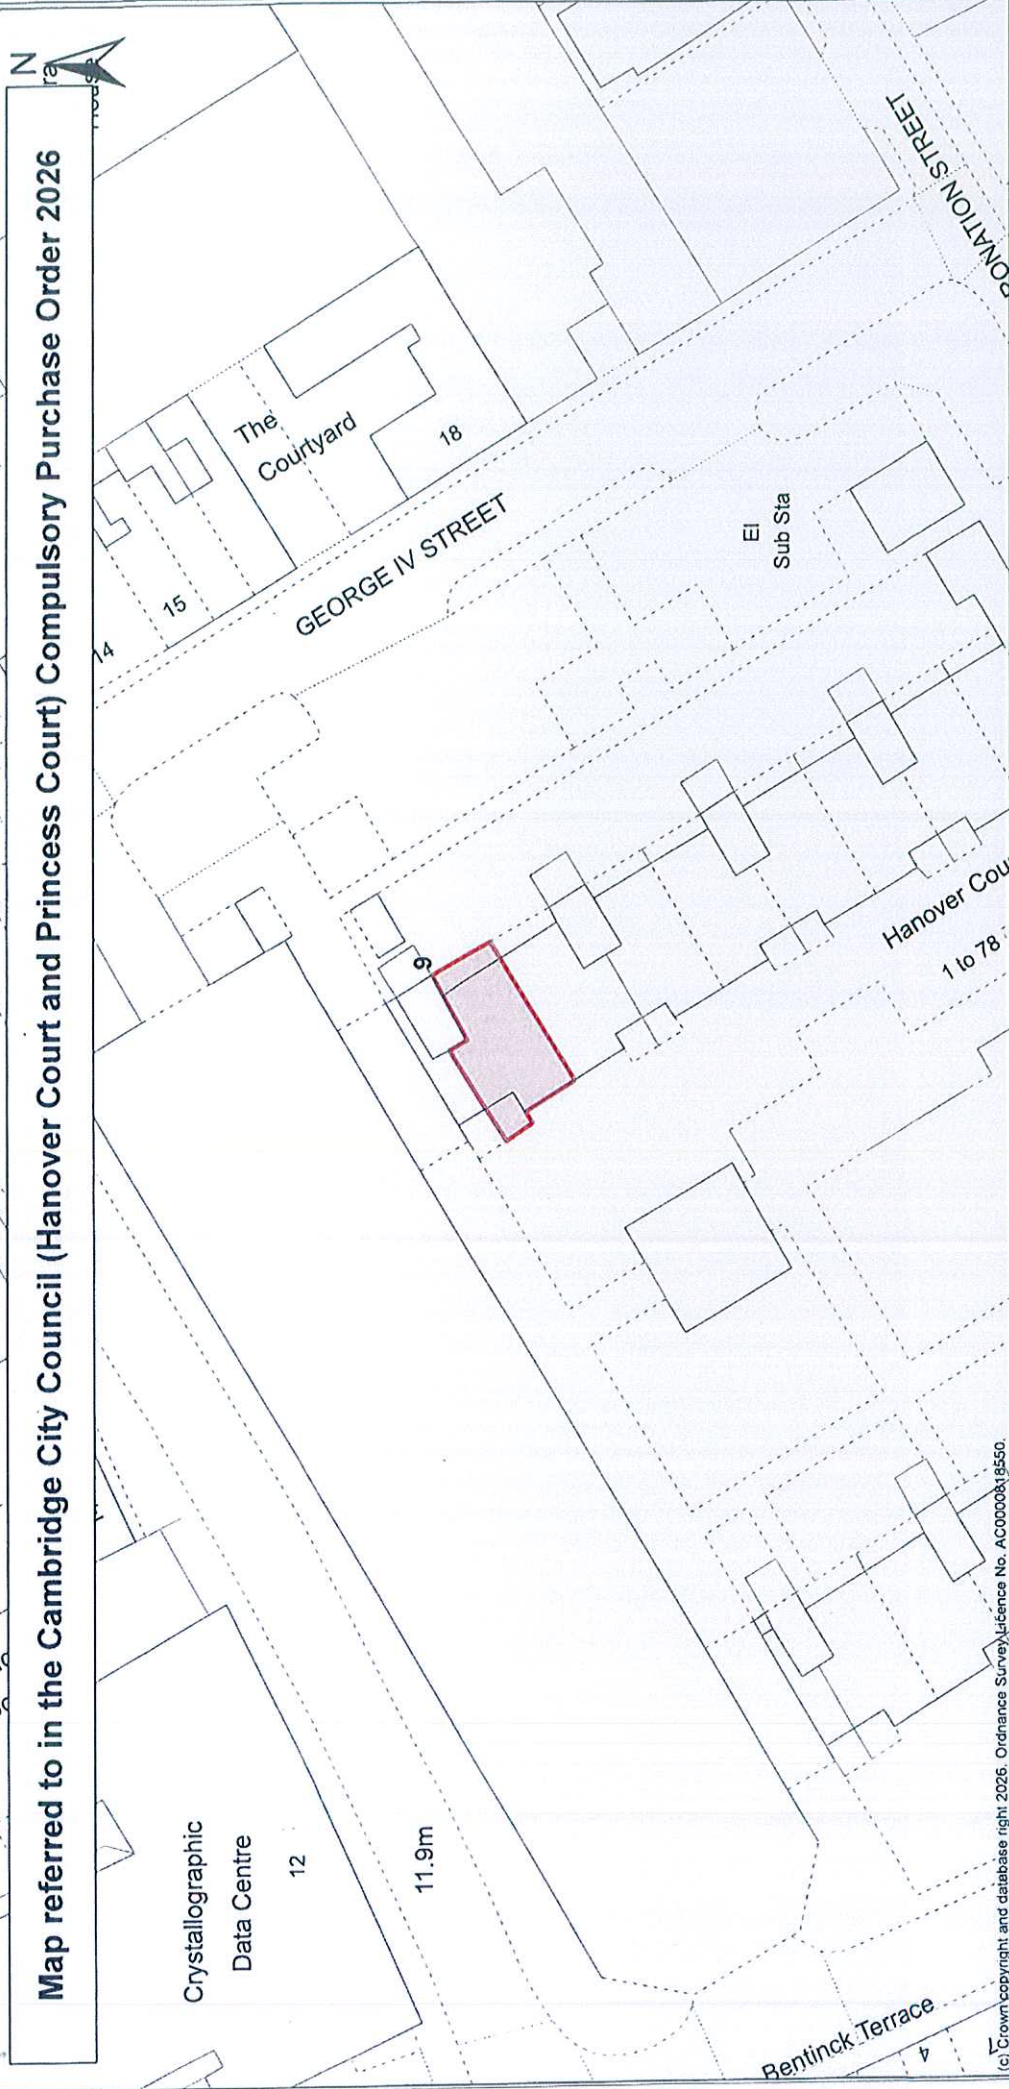 Map referred to in the Cambridge City Council (Hanover Court and Princess Court) Compulsory Purchase Order 2026
N
The
Courtyard
18
15
14
GEORGE IV STREET
RONATION STREET
El
Sub Sta
9
Hanover Cou
1 to 78
Crystallographic
Data Centre
12
11.9m
Bentinck Terrace
4
(c) Crown copyright and database right 2026. Ordnance Survey Licence No. AC0000818550.